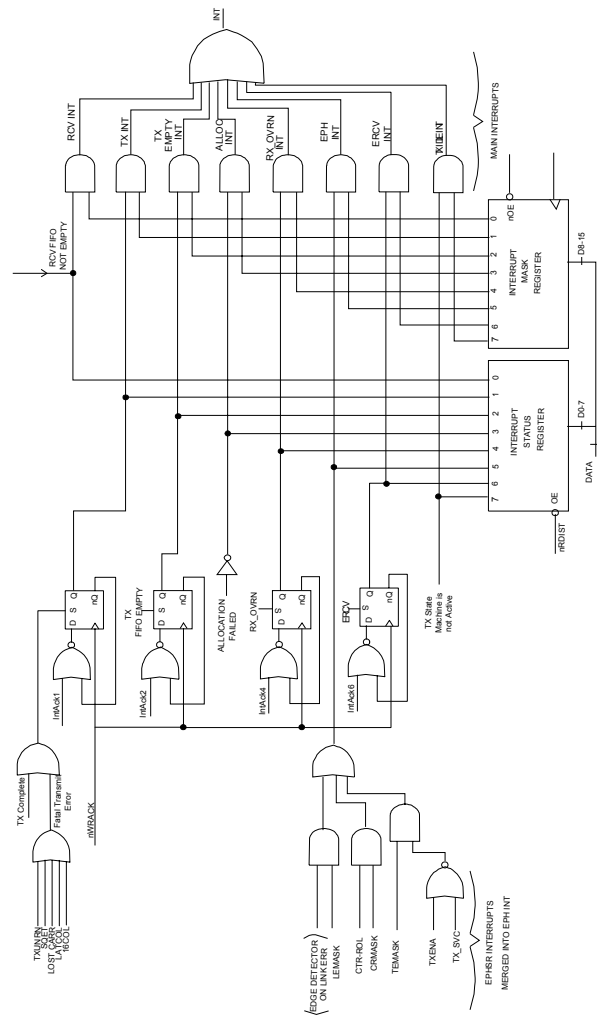 INT
RCV INT
TX INT
TX
EMPTY
INT
ALLOC
INT
RX_OVRN
INT
EPH
INT
ERCV
INT
MAIN INTERRUPTS
RCV FIFO
NOT EMPTY
0
1
2
3
4
5
6
7
nOE
INTERRUPT
MASK
REGISTER
D8-15
0
1
2
3
4
5
6
7
OE
INTERRUPT
STATUS
REGISTER
D0-7
DATA
nRDIST
D
S
Q
nQ
IntAck1
TX
FIFO EMPTY
D
S
Q
nQ
IntAck2
ALLOCATION
FAILED
RX_OVRN
D
S
Q
nQ
IntAck4
ERCV
D
S
Q
nQ
IntAck6
TX State
Machine is
not Active
TX Complete
Fatal Transmit
Error
nWRACK
TXUNRN
SQET
LOST_CARR
LATCOL
16COL
EDGE DETECTOR
ON LINK ERR
LEMASK
CTR-ROL
CRMASK
TEMASK
TXENA
TX_SVC
EPHSR INTERRUPTS
MERGED INTO EPH INT